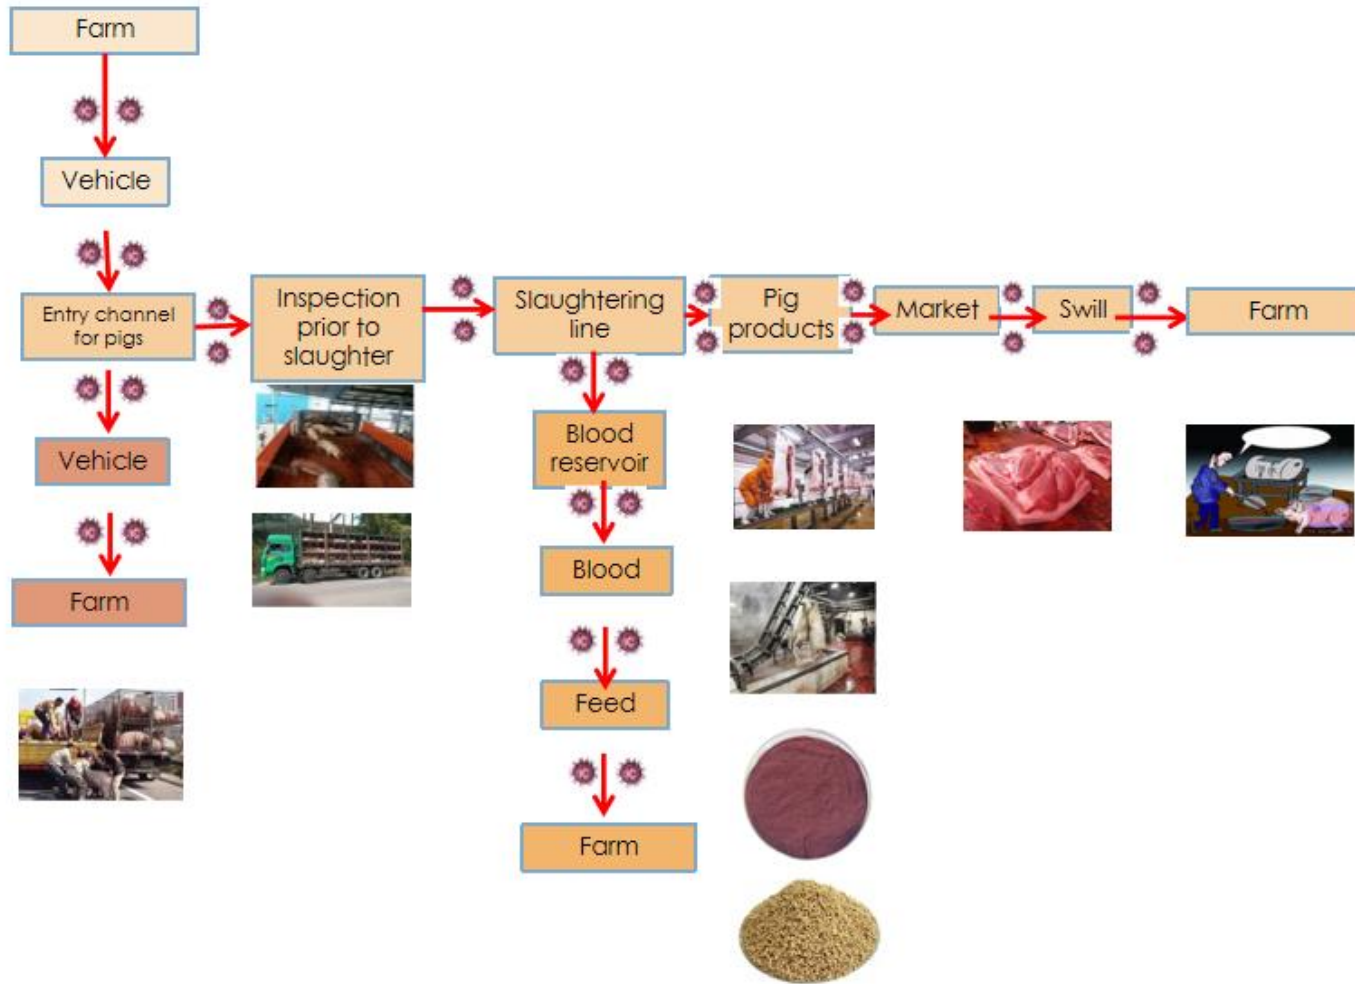 Farm
Vehicle
Entry channel
for pigs
Inspection
prior to
slaughter
Slaughtering
line
Pig
products
Market
Swill
Farm
Vehicle
Blood
reservoir
Farm
Blood
Feed
Farm